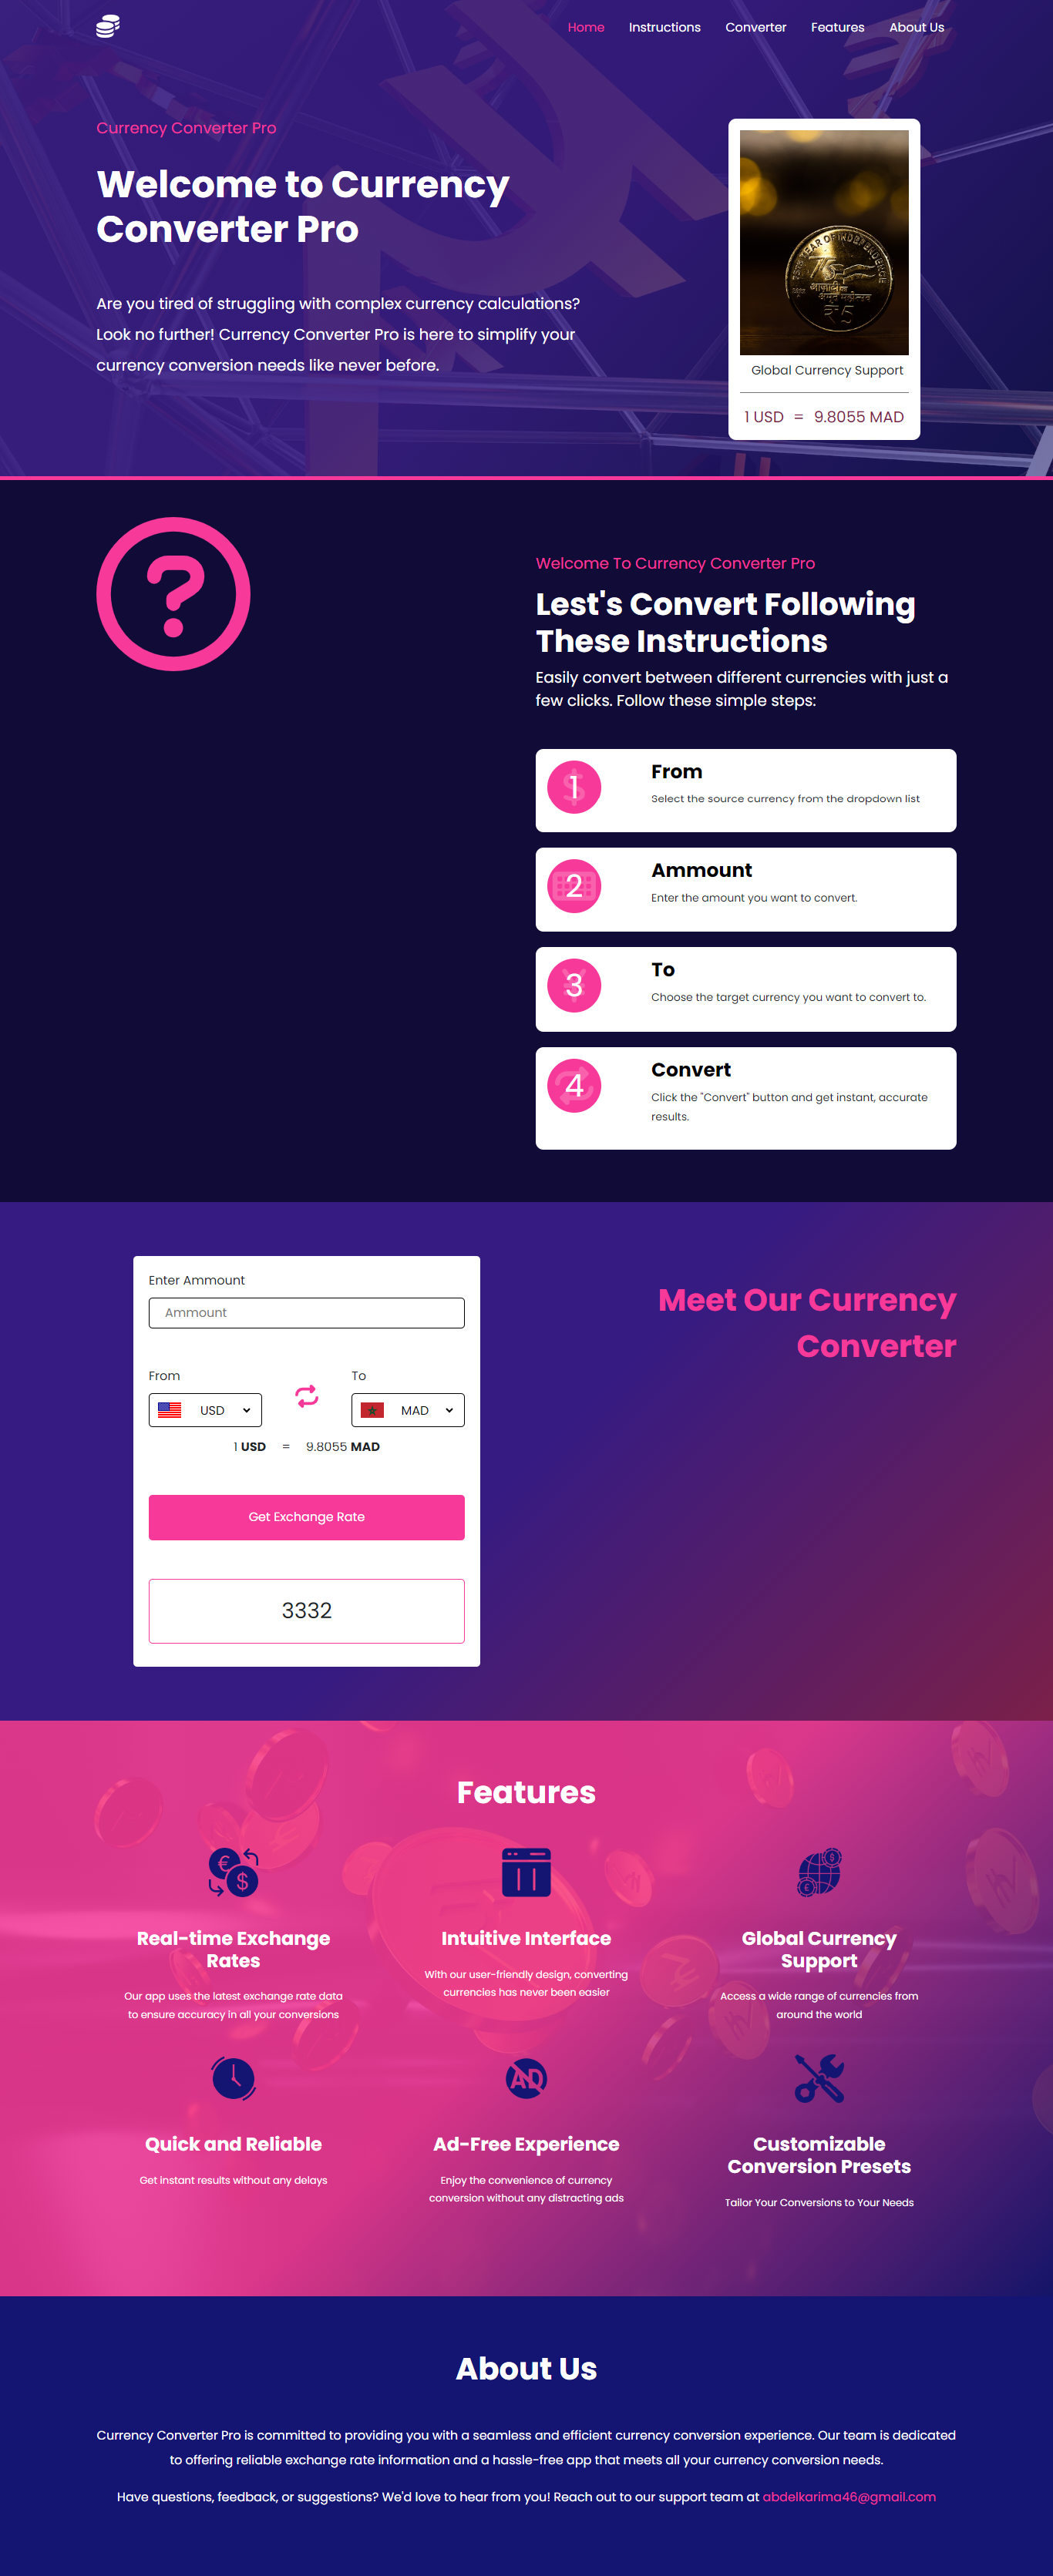 Home Instructions Converter Features About Us
Currency Converter Pro
Welcome to Currency
Converter Pro
Are you tired of struggling with complex currency calculations?
Look no further! Currency Converter Pro is here to simplify your
currency conversion needs like never before.
75TH YEAR OF INDEPENDENCE
75
आज़ादी का
अमृत महोत्सव
₹5
Global Currency Support
1 USD = 9.8055 MAD
Welcome To Currency Converter Pro
Lest's Convert Following
These Instructions
Easily convert between different currencies with just a
few clicks. Follow these simple steps:
1
From
Select the source currency from the dropdown list
2
Ammount
Enter the amount you want to convert.
3
To
Choose the target currency you want to convert to.
4
Convert
Click the "Convert" button and get instant, accurate
results.
Enter Ammount
Ammount
From
To
USD
MAD
1 USD = 9.8055 MAD
Get Exchange Rate
3332
Meet Our Currency
Converter
Features
Real-time Exchange
Rates
Our app uses the latest exchange rate data
to ensure accuracy in all your conversions
Intuitive Interface
With our user-friendly design, converting
currencies has never been easier
Global Currency
Support
Access a wide range of currencies from
around the world
Quick and Reliable
Get instant results without any delays
AD
Ad-Free Experience
Enjoy the convenience of currency
conversion without any distracting ads
Customizable
Conversion Presets
Tailor Your Conversions to Your Needs
About Us
Currency Converter Pro is committed to providing you with a seamless and efficient currency conversion experience. Our team is dedicated
to offering reliable exchange rate information and a hassle-free app that meets all your currency conversion needs.
Have questions, feedback, or suggestions? We'd love to hear from you! Reach out to our support team at abdelkarima46@gmail.com